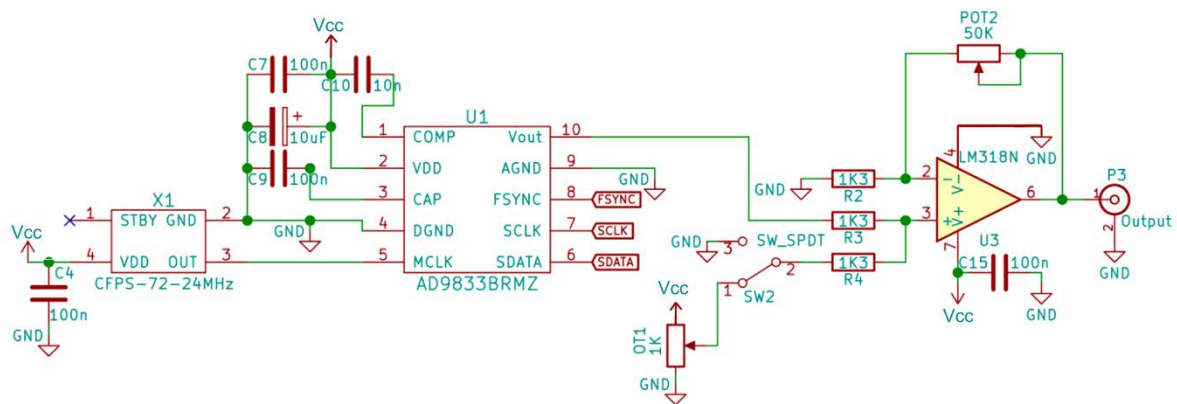 Vcc
C7
100n
C10
10n
C8
+
10uF
C9
100n
U1
1
COMP
Vout
10
2
VDD
AGND
9
3
CAP
FSYNC
8
FSYNC
4
DGND
SCLK
7
SCLK
5
MCLK
SDATA
6
SDATA
AD9833BRMZ
GND
GND
X1
1
STBY
GND
2
4
VDD
OUT
3
CFPS-72-24MHz
Vcc
C4
100n
GND
POT2
50K
4
GND
LM318N
GND
1K3
R2
2
V-
1K3
R3
3
+
V+
6
7
U3
1K3
R4
GND
3
SW_SPDT
2
1
SW2
Vcc
OT1
1K
GND
C15
100n
Vcc
GND
P3
1
2
Output
GND